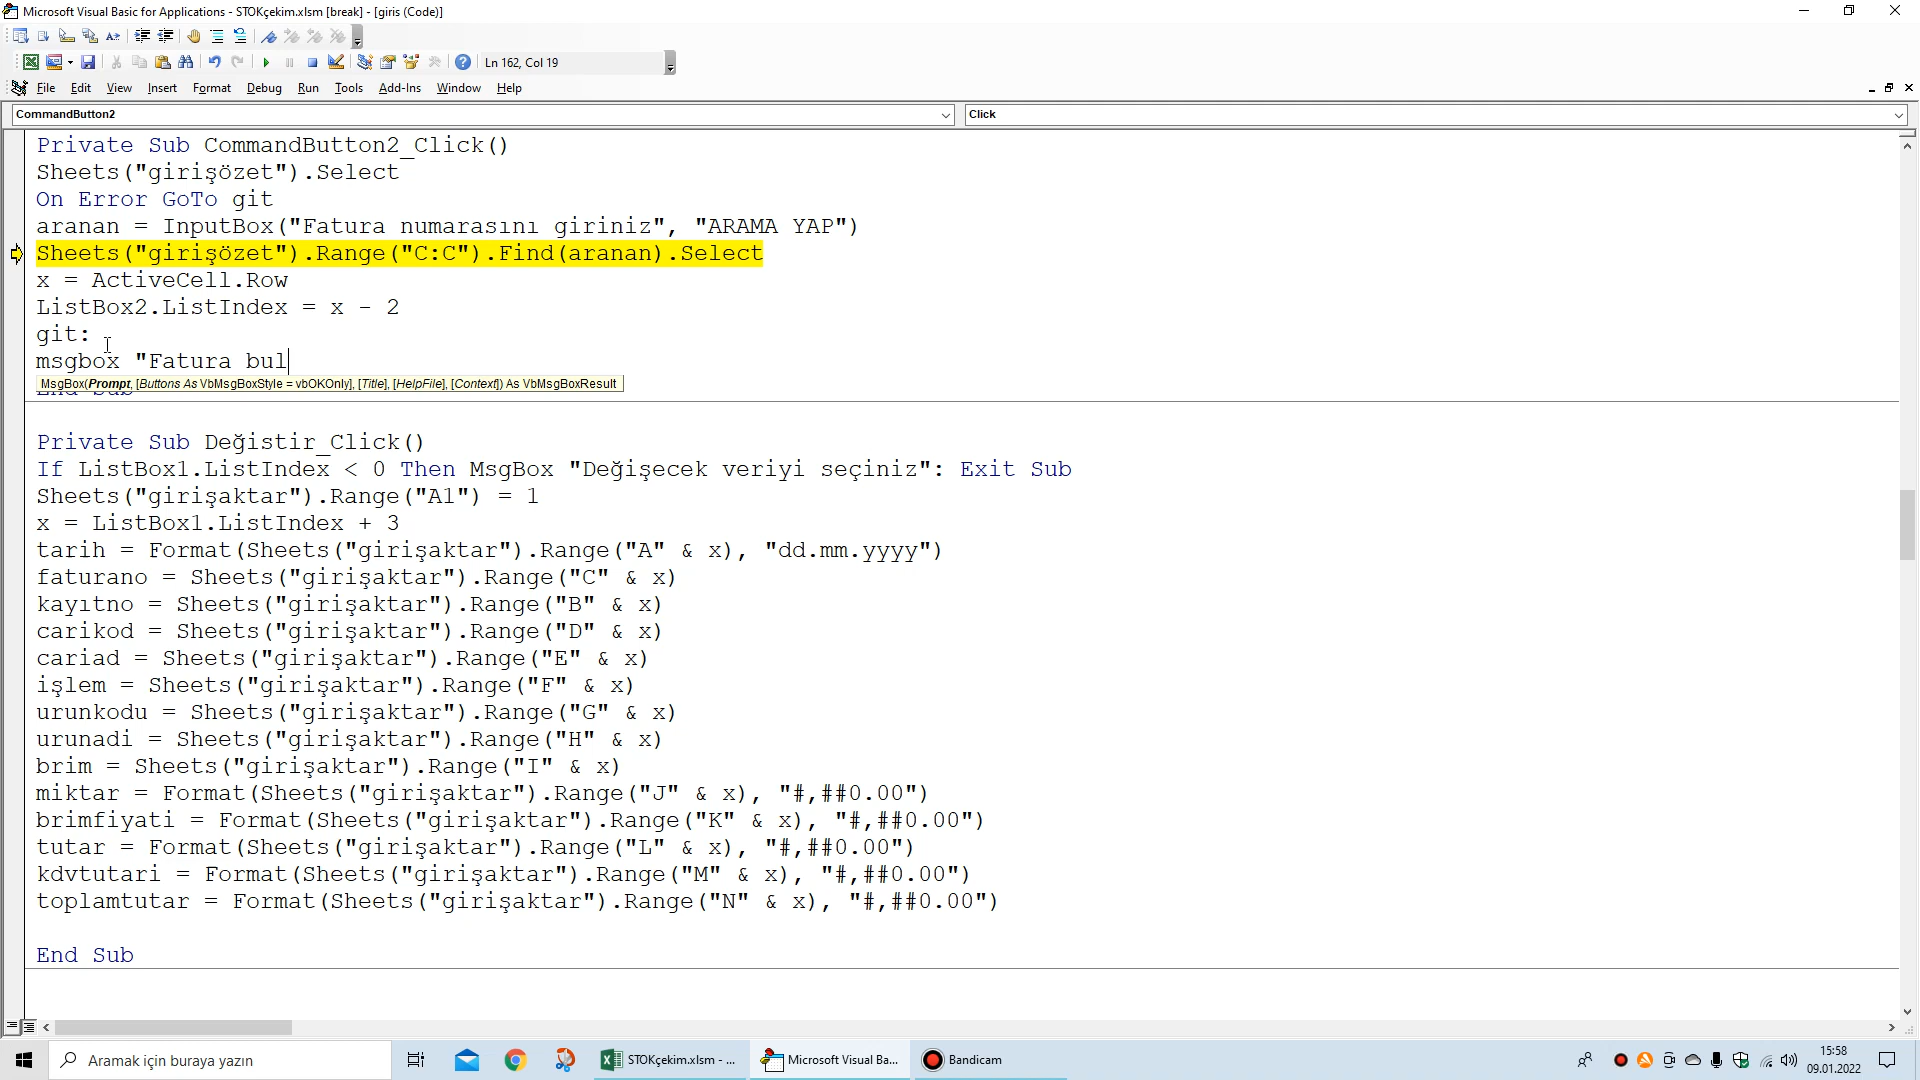 Microsoft Visual Basic for Applications - STOKçekim.xlsm [break] - [giris (Code)]
Ln 162, Col 19
File Edit View Insert Format Debug Run Tools Add-Ins Window Help
CommandButton2 Click
Private Sub CommandButton2_Click()
Sheets("girişözet").Select
On Error GoTo git
aranan = InputBox("Fatura numarasını giriniz", "ARAMA YAP")
Sheets("girişözet").Range("C:C").Find(aranan).Select
x = ActiveCell.Row
ListBox2.ListIndex = x - 2
git:
msgbox "Fatura bul
MsgBox(Prompt, [Buttons As VbMsgBoxStyle = vbOKOnly], [Title], [HelpFile], [Context]) As VbMsgBoxResult
End Sub
Private Sub Değistir_Click()
If ListBox1.ListIndex < 0 Then MsgBox "Değişecek veriyi seçiniz": Exit Sub
Sheets("girişaktar").Range("A1") = 1
x = ListBox1.ListIndex + 3
tarih = Format(Sheets("girişaktar").Range("A" & x), "dd.mm.yyyy")
faturano = Sheets("girişaktar").Range("C" & x)
kayıtno = Sheets("girişaktar").Range("B" & x)
carikod = Sheets("girişaktar").Range("D" & x)
cariad = Sheets("girişaktar").Range("E" & x)
işlem = Sheets("girişaktar").Range("F" & x)
urunkodu = Sheets("girişaktar").Range("G" & x)
urunadi = Sheets("girişaktar").Range("H" & x)
brim = Sheets("girişaktar").Range("I" & x)
miktar = Format(Sheets("girişaktar").Range("J" & x), "#,##0.00")
brimfiyati = Format(Sheets("girişaktar").Range("K" & x), "#,##0.00")
tutar = Format(Sheets("girişaktar").Range("L" & x), "#,##0.00")
kdvtutari = Format(Sheets("girişaktar").Range("M" & x), "#,##0.00")
toplamtutar = Format(Sheets("girişaktar").Range("N" & x), "#,##0.00")
End Sub
Aramak için buraya yazın
STOKçekim.xlsm - ...
Microsoft Visual Ba...
Bandicam
15:58
09.01.2022